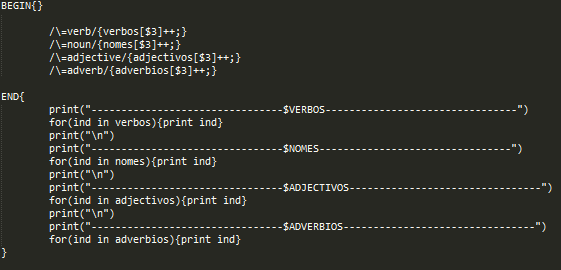 BEGIN{}
/\=verb/{verbos[$3]++;}
/\=noun/{nomes[$3]++;}
/\=adjective/{adjectivos[$3]++;}
/\=adverb/{adverbios[$3]++;}
END{
print("-------------------------------$VERBOS-------------------------------")
for(ind in verbos){print ind}
print("\n")
print("-------------------------------$NOMES-------------------------------")
for(ind in nomes){print ind}
print("\n")
print("-------------------------------$ADJECTIVOS-------------------------------")
for(ind in adjectivos){print ind}
print("\n")
print("-------------------------------$ADVERBIOS-------------------------------")
for(ind in adverbios){print ind}
}